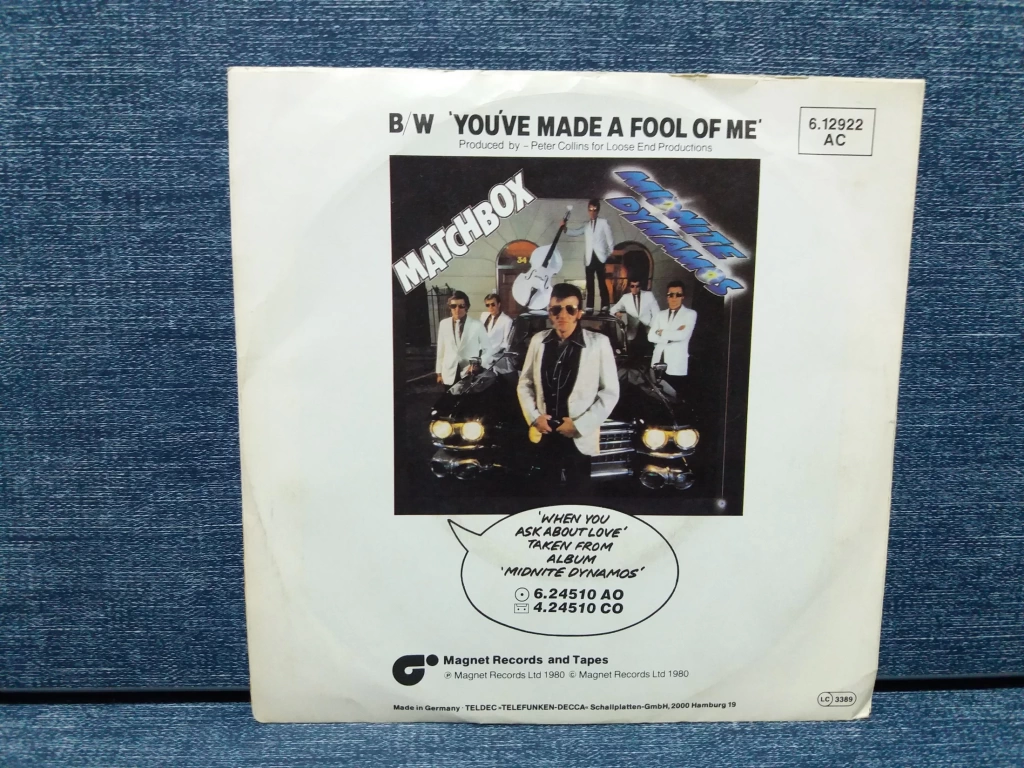 B/W 'YOU'VE MADE A FOOL OF ME'
Produced by – Peter Collins for Loose End Productions
6.12922
AC
MATCHBOX
MIDNITE
DYNAMOS
34
'WHEN YOU
ASK ABOUT LOVE'
TAKEN FROM
ALBUM
'MIDNITE DYNAMOS'
6.24510 AO
4.24510 CO
Magnet Records and Tapes
℗ Magnet Records Ltd 1980 © Magnet Records Ltd 1980
Made in Germany · TELDEC »TELEFUNKEN-DECCA« Schallplatten-GmbH, 2000 Hamburg 19
LC 3389